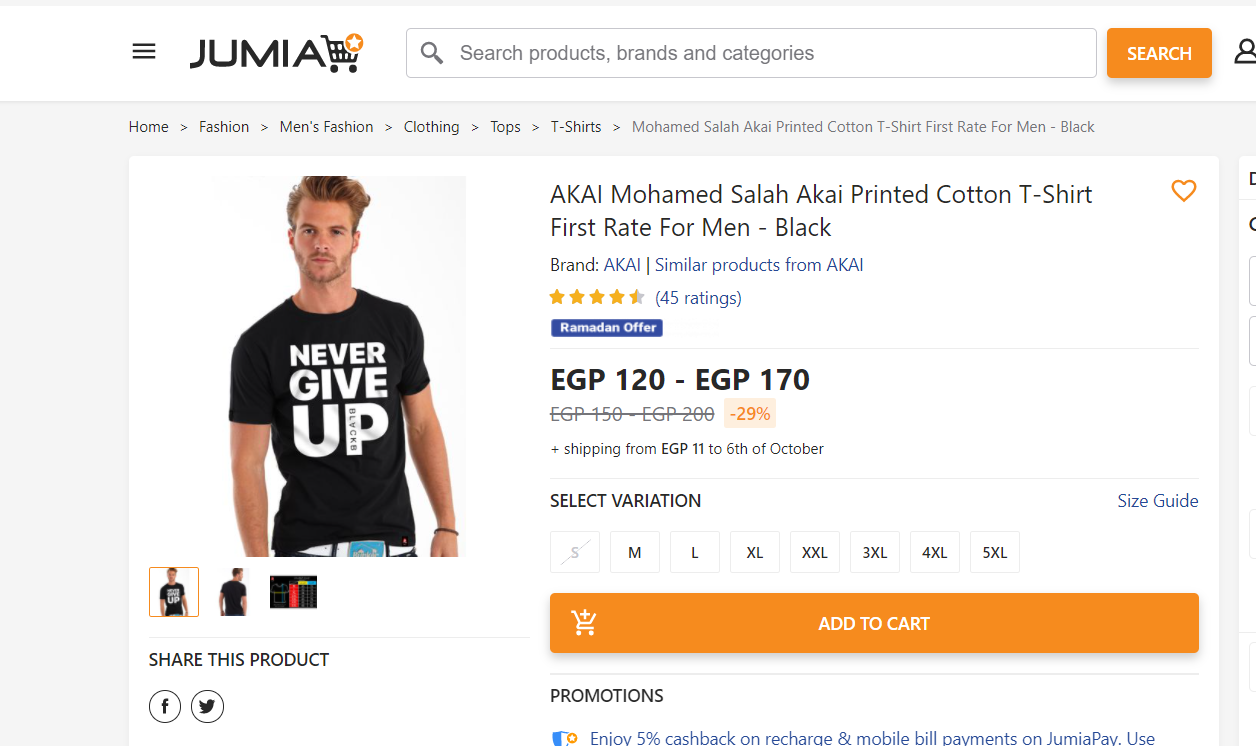 JUMIA
Search products, brands and categories
SEARCH
Home > Fashion > Men's Fashion > Clothing > Tops > T-Shirts > Mohamed Salah Akai Printed Cotton T-Shirt First Rate For Men - Black
AKAI Mohamed Salah Akai Printed Cotton T-Shirt
First Rate For Men - Black
Brand: AKAI | Similar products from AKAI
(45 ratings)
Ramadan Offer
EGP 120 - EGP 170
EGP 150 - EGP 200 -29%
+ shipping from EGP 11 to 6th of October
SELECT VARIATION
Size Guide
S M L XL XXL 3XL 4XL 5XL
ADD TO CART
PROMOTIONS
Enjoy 5% cashback on recharge & mobile bill payments on JumiaPay. Use
NEVER
GIVE
UP
BLACKB
NEVER
GIVE
UP
SHARE THIS PRODUCT